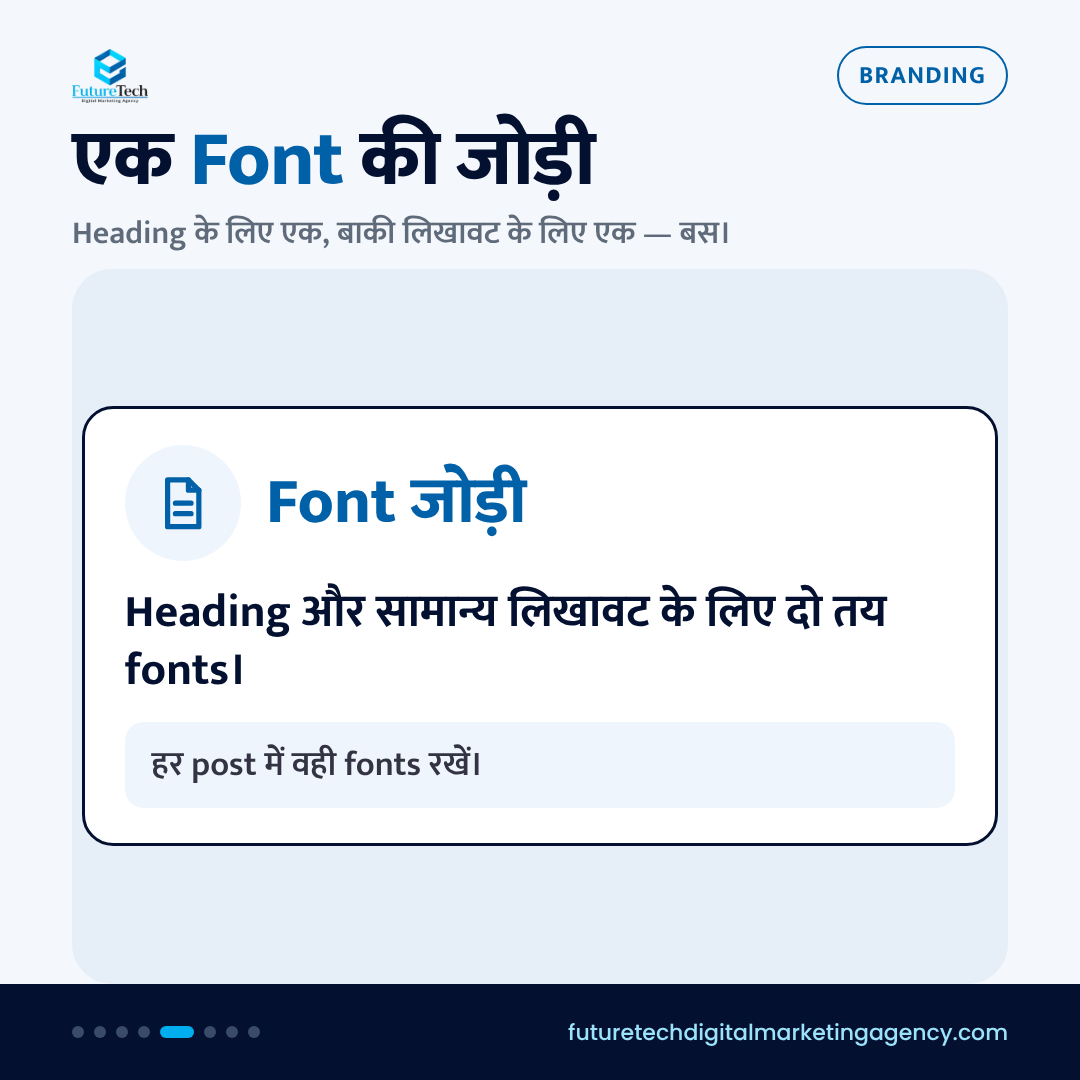 FutureTech
Digital Marketing Agency
BRANDING
एक Font की जोड़ी
Heading के लिए एक, बाकी लिखावट के लिए एक — बस।
Font जोड़ी
Heading और सामान्य लिखावट के लिए दो तय
fonts।
हर post में वही fonts रखें।
futuretechdigitalmarketingagency.com